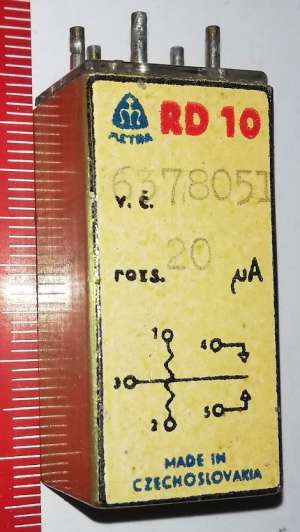 METRA RD 10
6378051
v. č.
20
rozs. µA
1
4
3
2
5
MADE IN
CZECHOSLOVAKIA